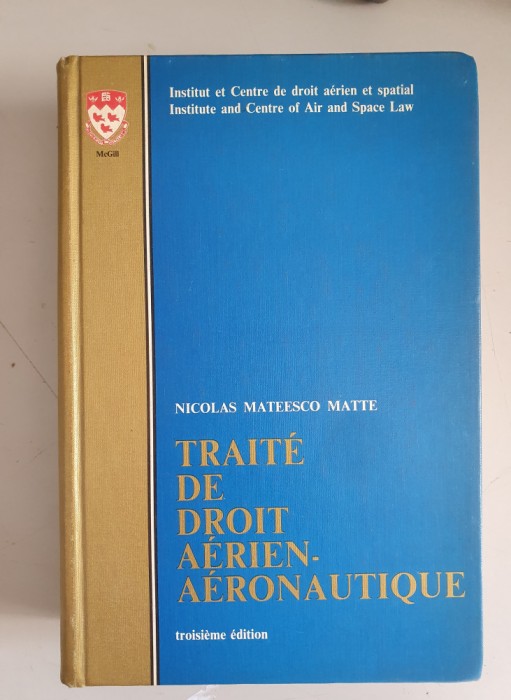 Institut et Centre de droit aérien et spatial
Institute and Centre of Air and Space Law
McGill
NICOLAS MATEESCO MATTE
TRAITÉ
DE
DROIT
AÉRIEN-
AÉRONAUTIQUE
troisième édition